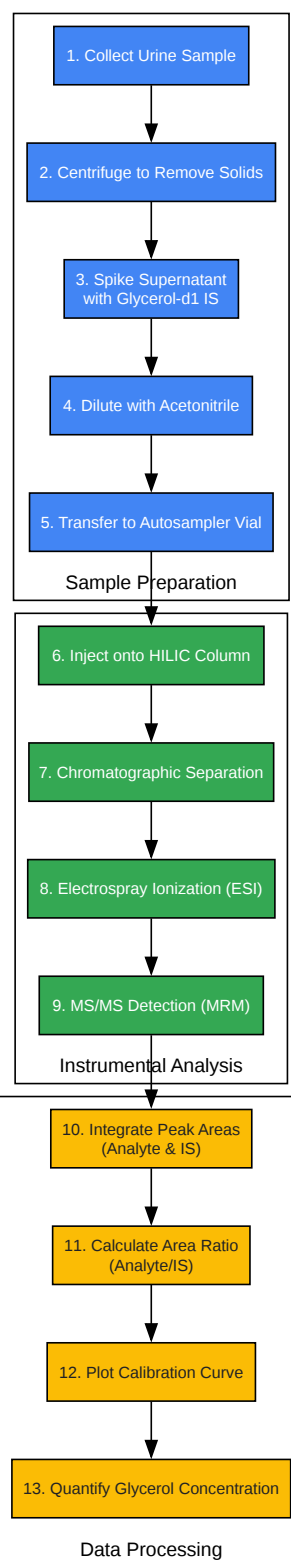 1. Collect Urine Sample
2. Centrifuge to Remove Solids
3. Spike Supernatant
with Glycerol-d1 IS
4. Dilute with Acetonitrile
5. Transfer to Autosampler Vial
Sample Preparation
6. Inject onto HILIC Column
7. Chromatographic Separation
8. Electrospray Ionization (ESI)
9. MS/MS Detection (MRM)
Instrumental Analysis
10. Integrate Peak Areas
(Analyte & IS)
11. Calculate Area Ratio
(Analyte/IS)
12. Plot Calibration Curve
13. Quantify Glycerol Concentration
Data Processing